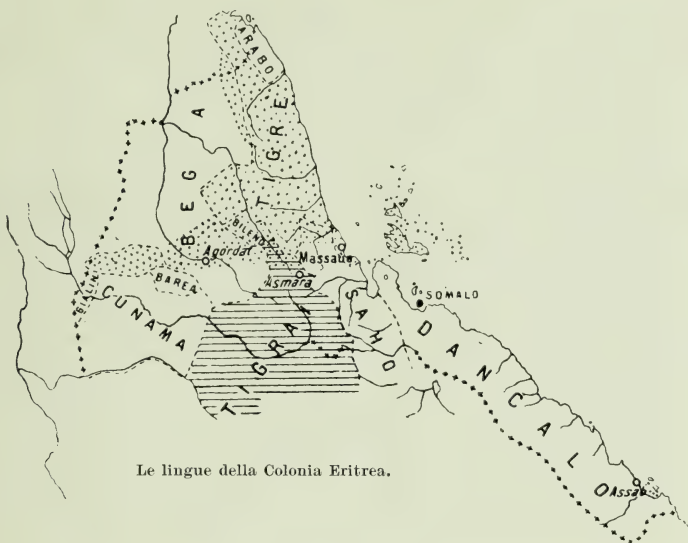 ARABO
TIGRE
BEGA
BILENO
Agordat
Massaua
Asmara
BAREA
CUNAMA
TIGRAI
SAHO
SOMALO
DANCALO
Assab
Le lingue della Colonia Eritrea.